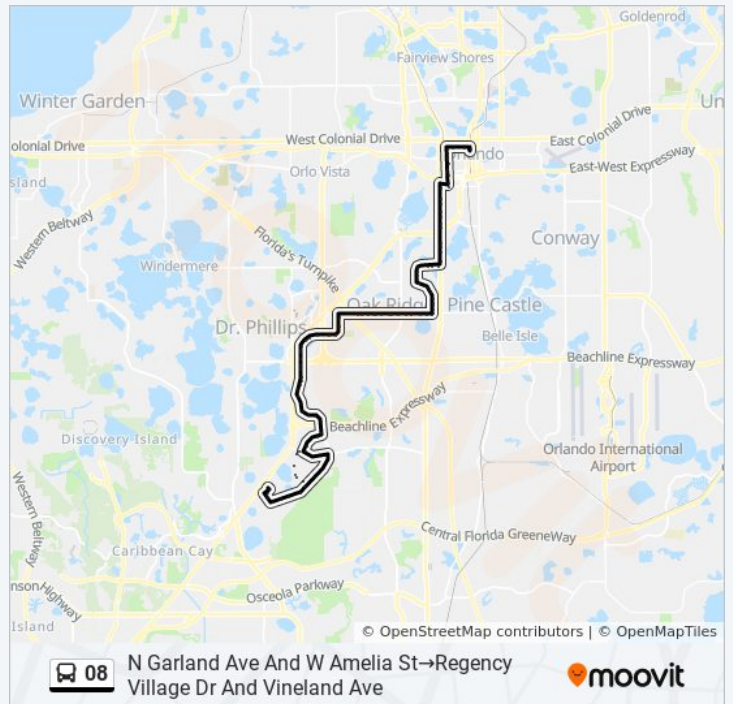 Goldenrod
Fairview Shores
Winter Garden
Un
West Colonial Drive
East Colonial Drive
olonial Drive
ando
East-West Expressway
Orlo Vista
sland
Western Beltway
Conway
Florida's Turnpike
Windermere
Oak Ridg
Pine Castle
Dr. Phillips
Belle Isle
Beachline Expressway
Beachline Expressway
Discovery Island
Orlando International
Airport
Western Beltway
Central Florida GreeneWay
Caribbean Cay
Osceola Parkway
nson Highway
Island
© OpenStreetMap contributors | © OpenMapTiles
08
N Garland Ave And W Amelia St→Regency
Village Dr And Vineland Ave
moovit